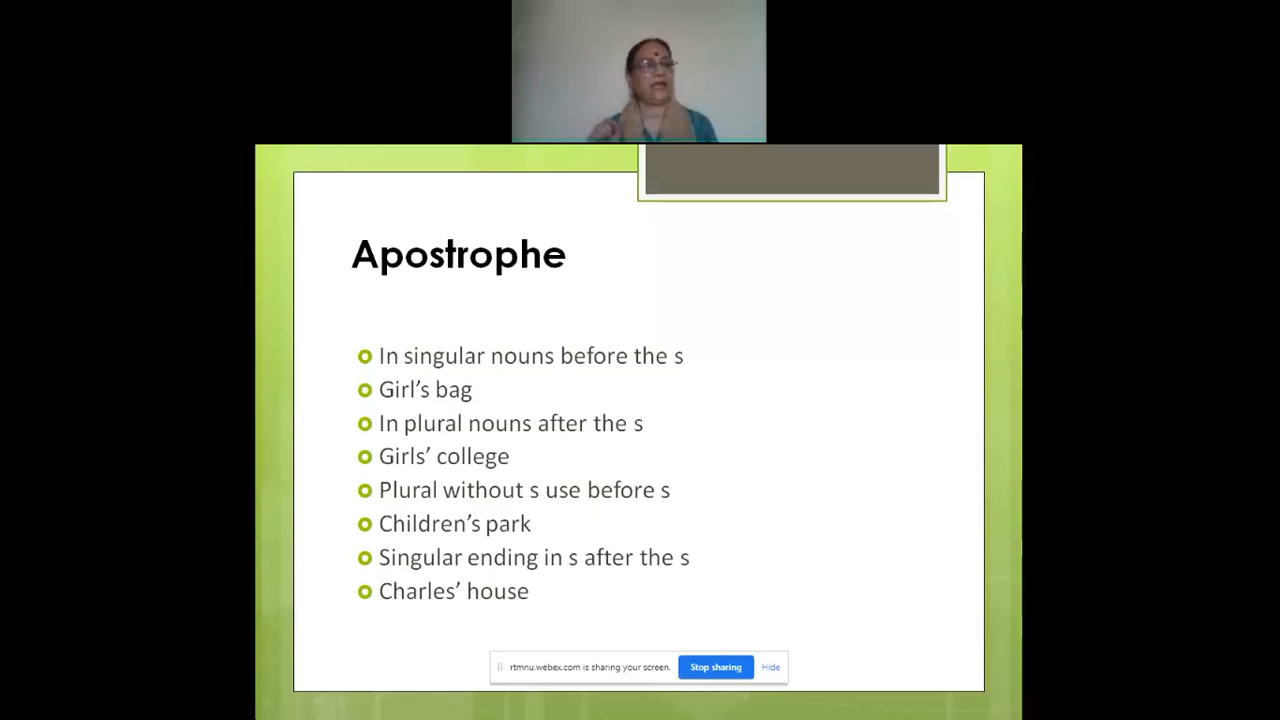 Apostrophe
In singular nouns before the s
Girl’s bag
In plural nouns after the s
Girls’ college
Plural without s use before s
Children’s park
Singular ending in s after the s
Charles’ house
rtmnu.webex.com is sharing your screen. Stop sharing Hide